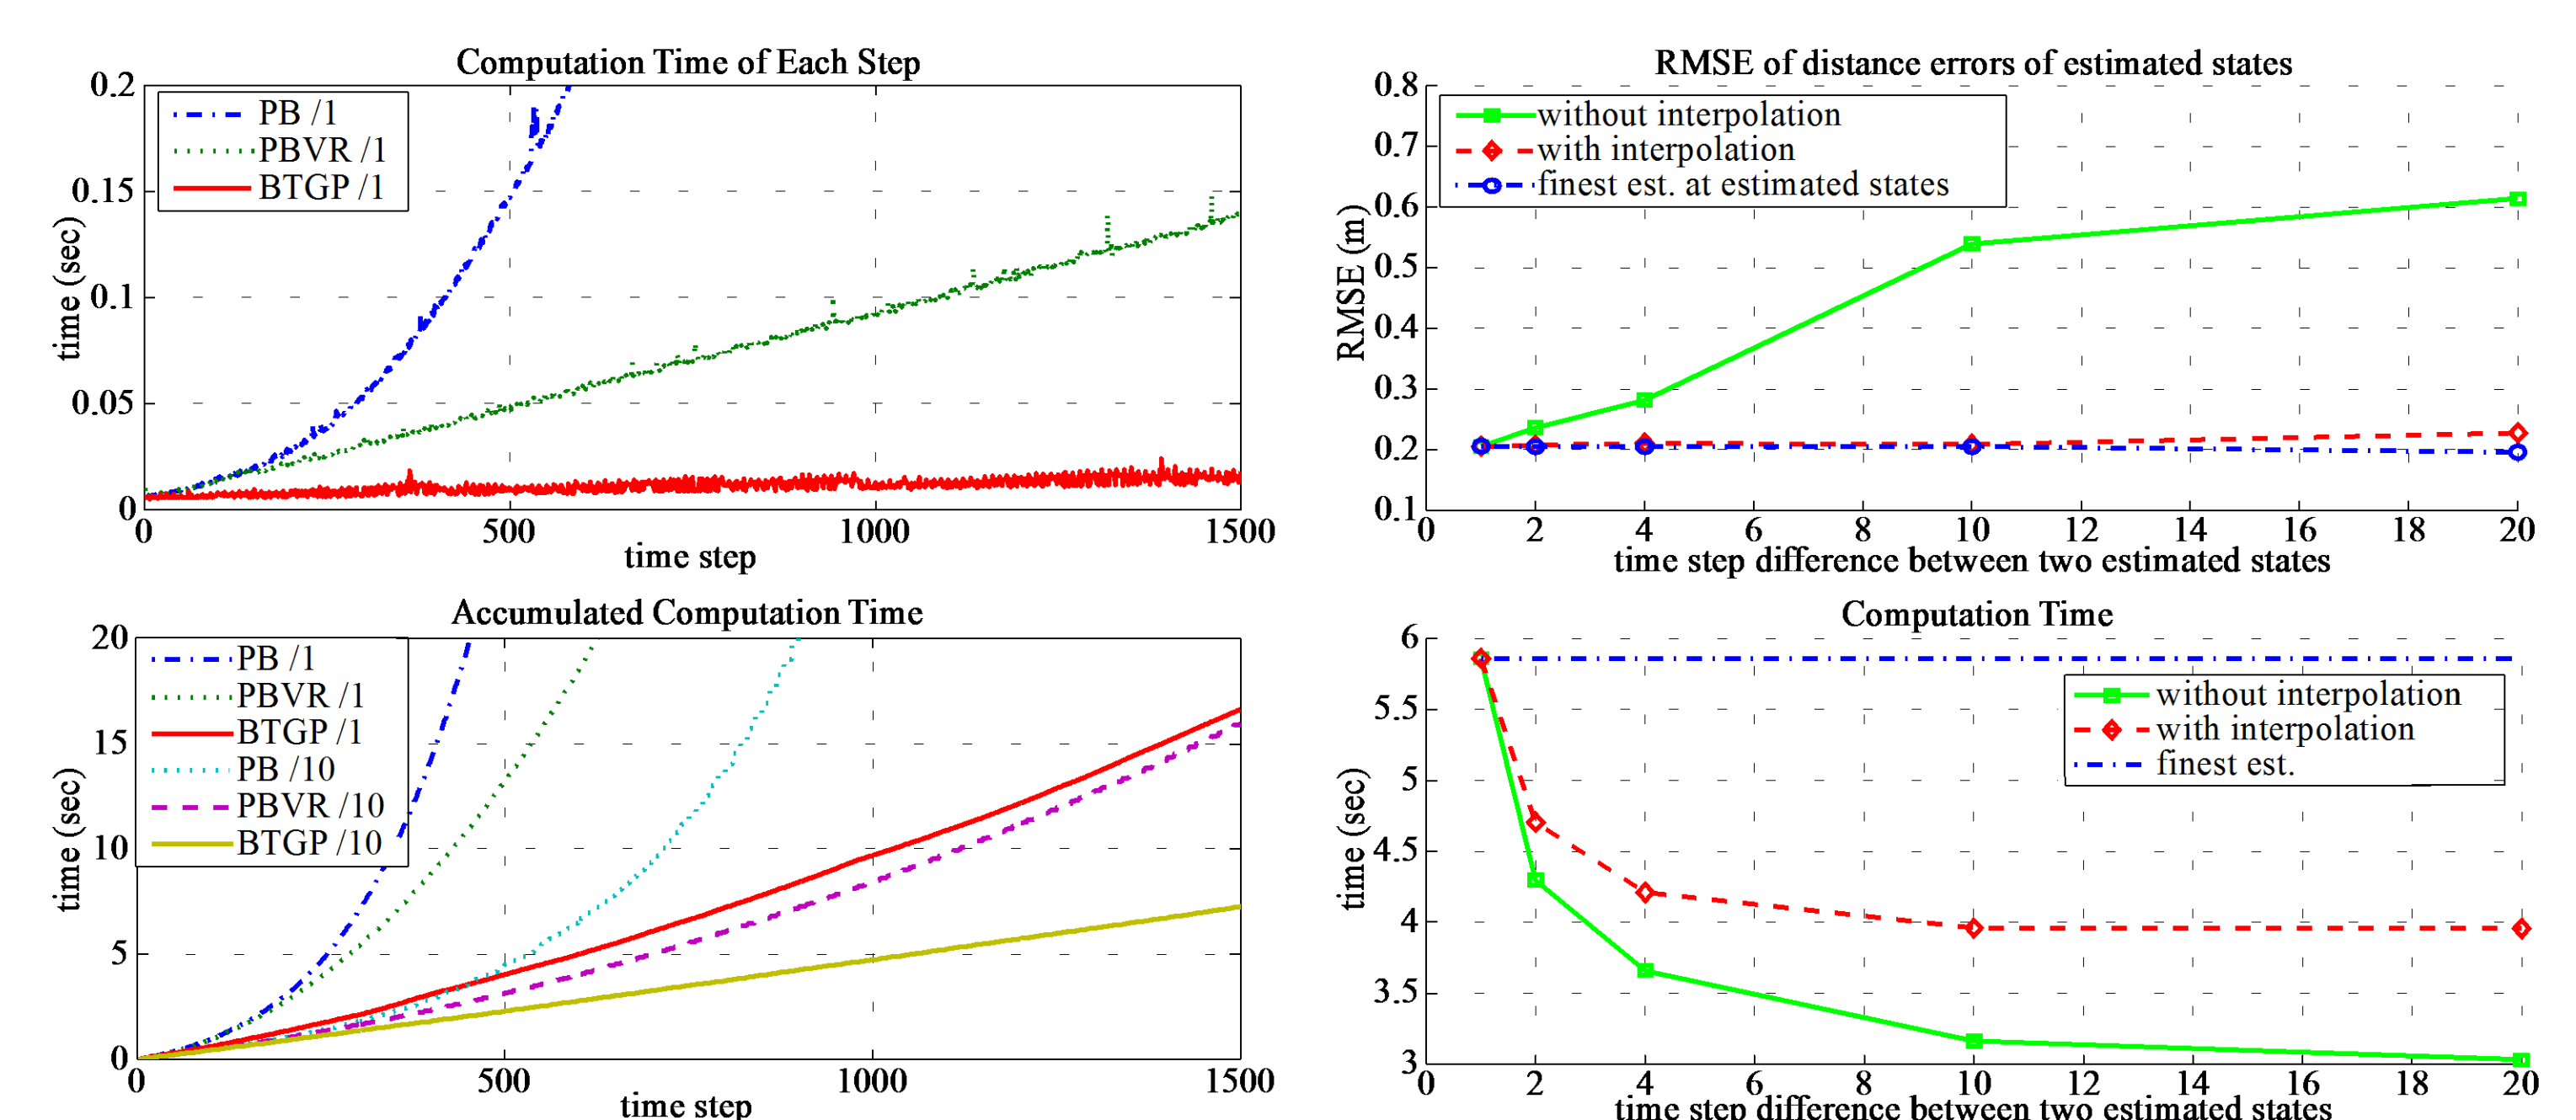 Computation Time of Each Step
0.2
0.15
0.1
0.05
0
time (sec)
PB /1
PBVR /1
BTGP /1
0 500 1000 1500
time step
RMSE of distance errors of estimated states
0.8
0.7
0.6
0.5
0.4
0.3
0.2
0.1
RMSE (m)
without interpolation
with interpolation
finest est. at estimated states
0 2 4 6 8 10 12 14 16 18 20
time step difference between two estimated states
Accumulated Computation Time
20
15
10
5
0
time (sec)
PB /1
PBVR /1
BTGP /1
PB /10
PBVR /10
BTGP /10
0 500 1000 1500
time step
Computation Time
6
5.5
5
4.5
4
3.5
3
time (sec)
without interpolation
with interpolation
finest est.
0 2 4 6 8 10 12 14 16 18 20
time step difference between two estimated states